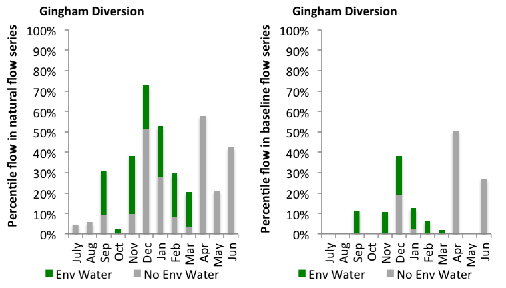 Gingham Diversion
Percentile flow in natural flow series
100%
90%
80%
70%
60%
50%
40%
30%
20%
10%
0%
July
Aug
Sep
Oct
Nov
Dec
Jan
Feb
Mar
Apr
May
Jun
Env Water
No Env Water
Gingham Diversion
Percentile flow in baseline flow series
100%
90%
80%
70%
60%
50%
40%
30%
20%
10%
0%
July
Aug
Sep
Oct
Nov
Dec
Jan
Feb
Mar
Apr
May
Jun
Env Water
No Env Water